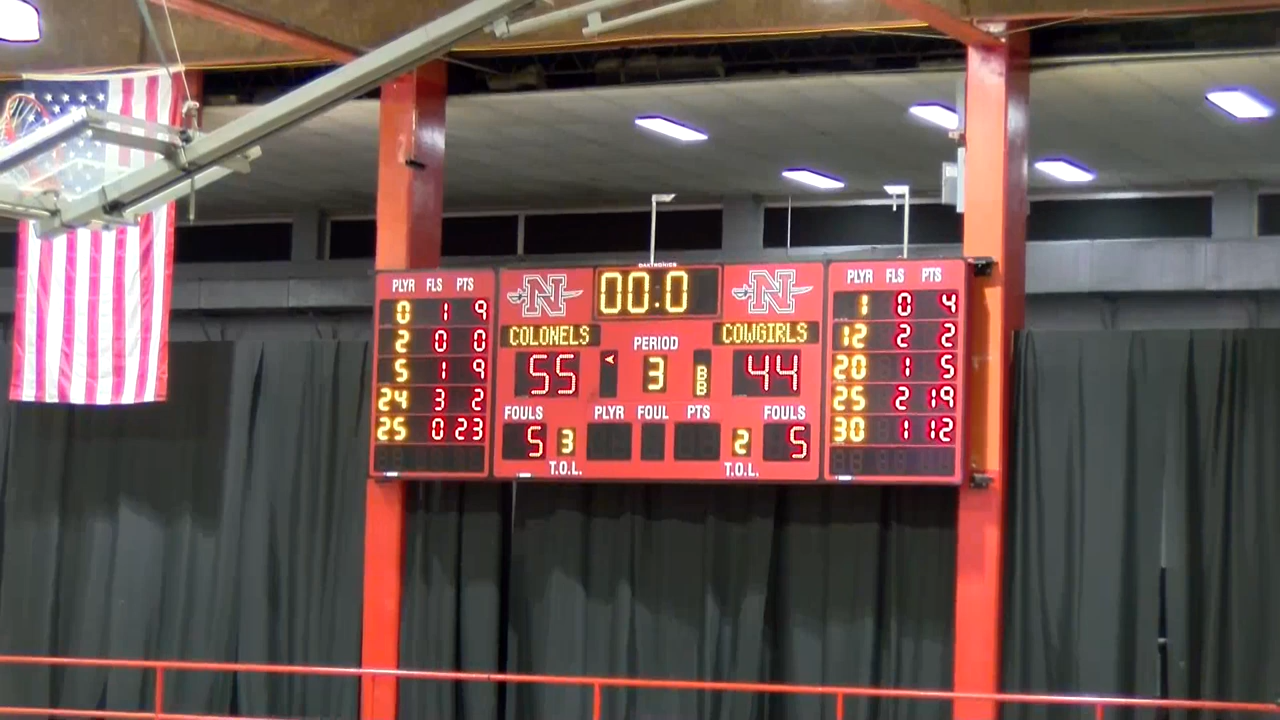 DAKTRONICS
PLYR FLS PTS
0 1 9
2 0 0
5 1 9
24 3 2
25 0 23
N
00:0
N
COLONELS
COWGIRLS
PERIOD
55
3
B
B
44
FOULS PLYR FOUL PTS FOULS
5 3
2 5
T.O.L.
T.O.L.
PLYR FLS PTS
1 0 4
12 2 2
20 1 5
25 2 19
30 1 12